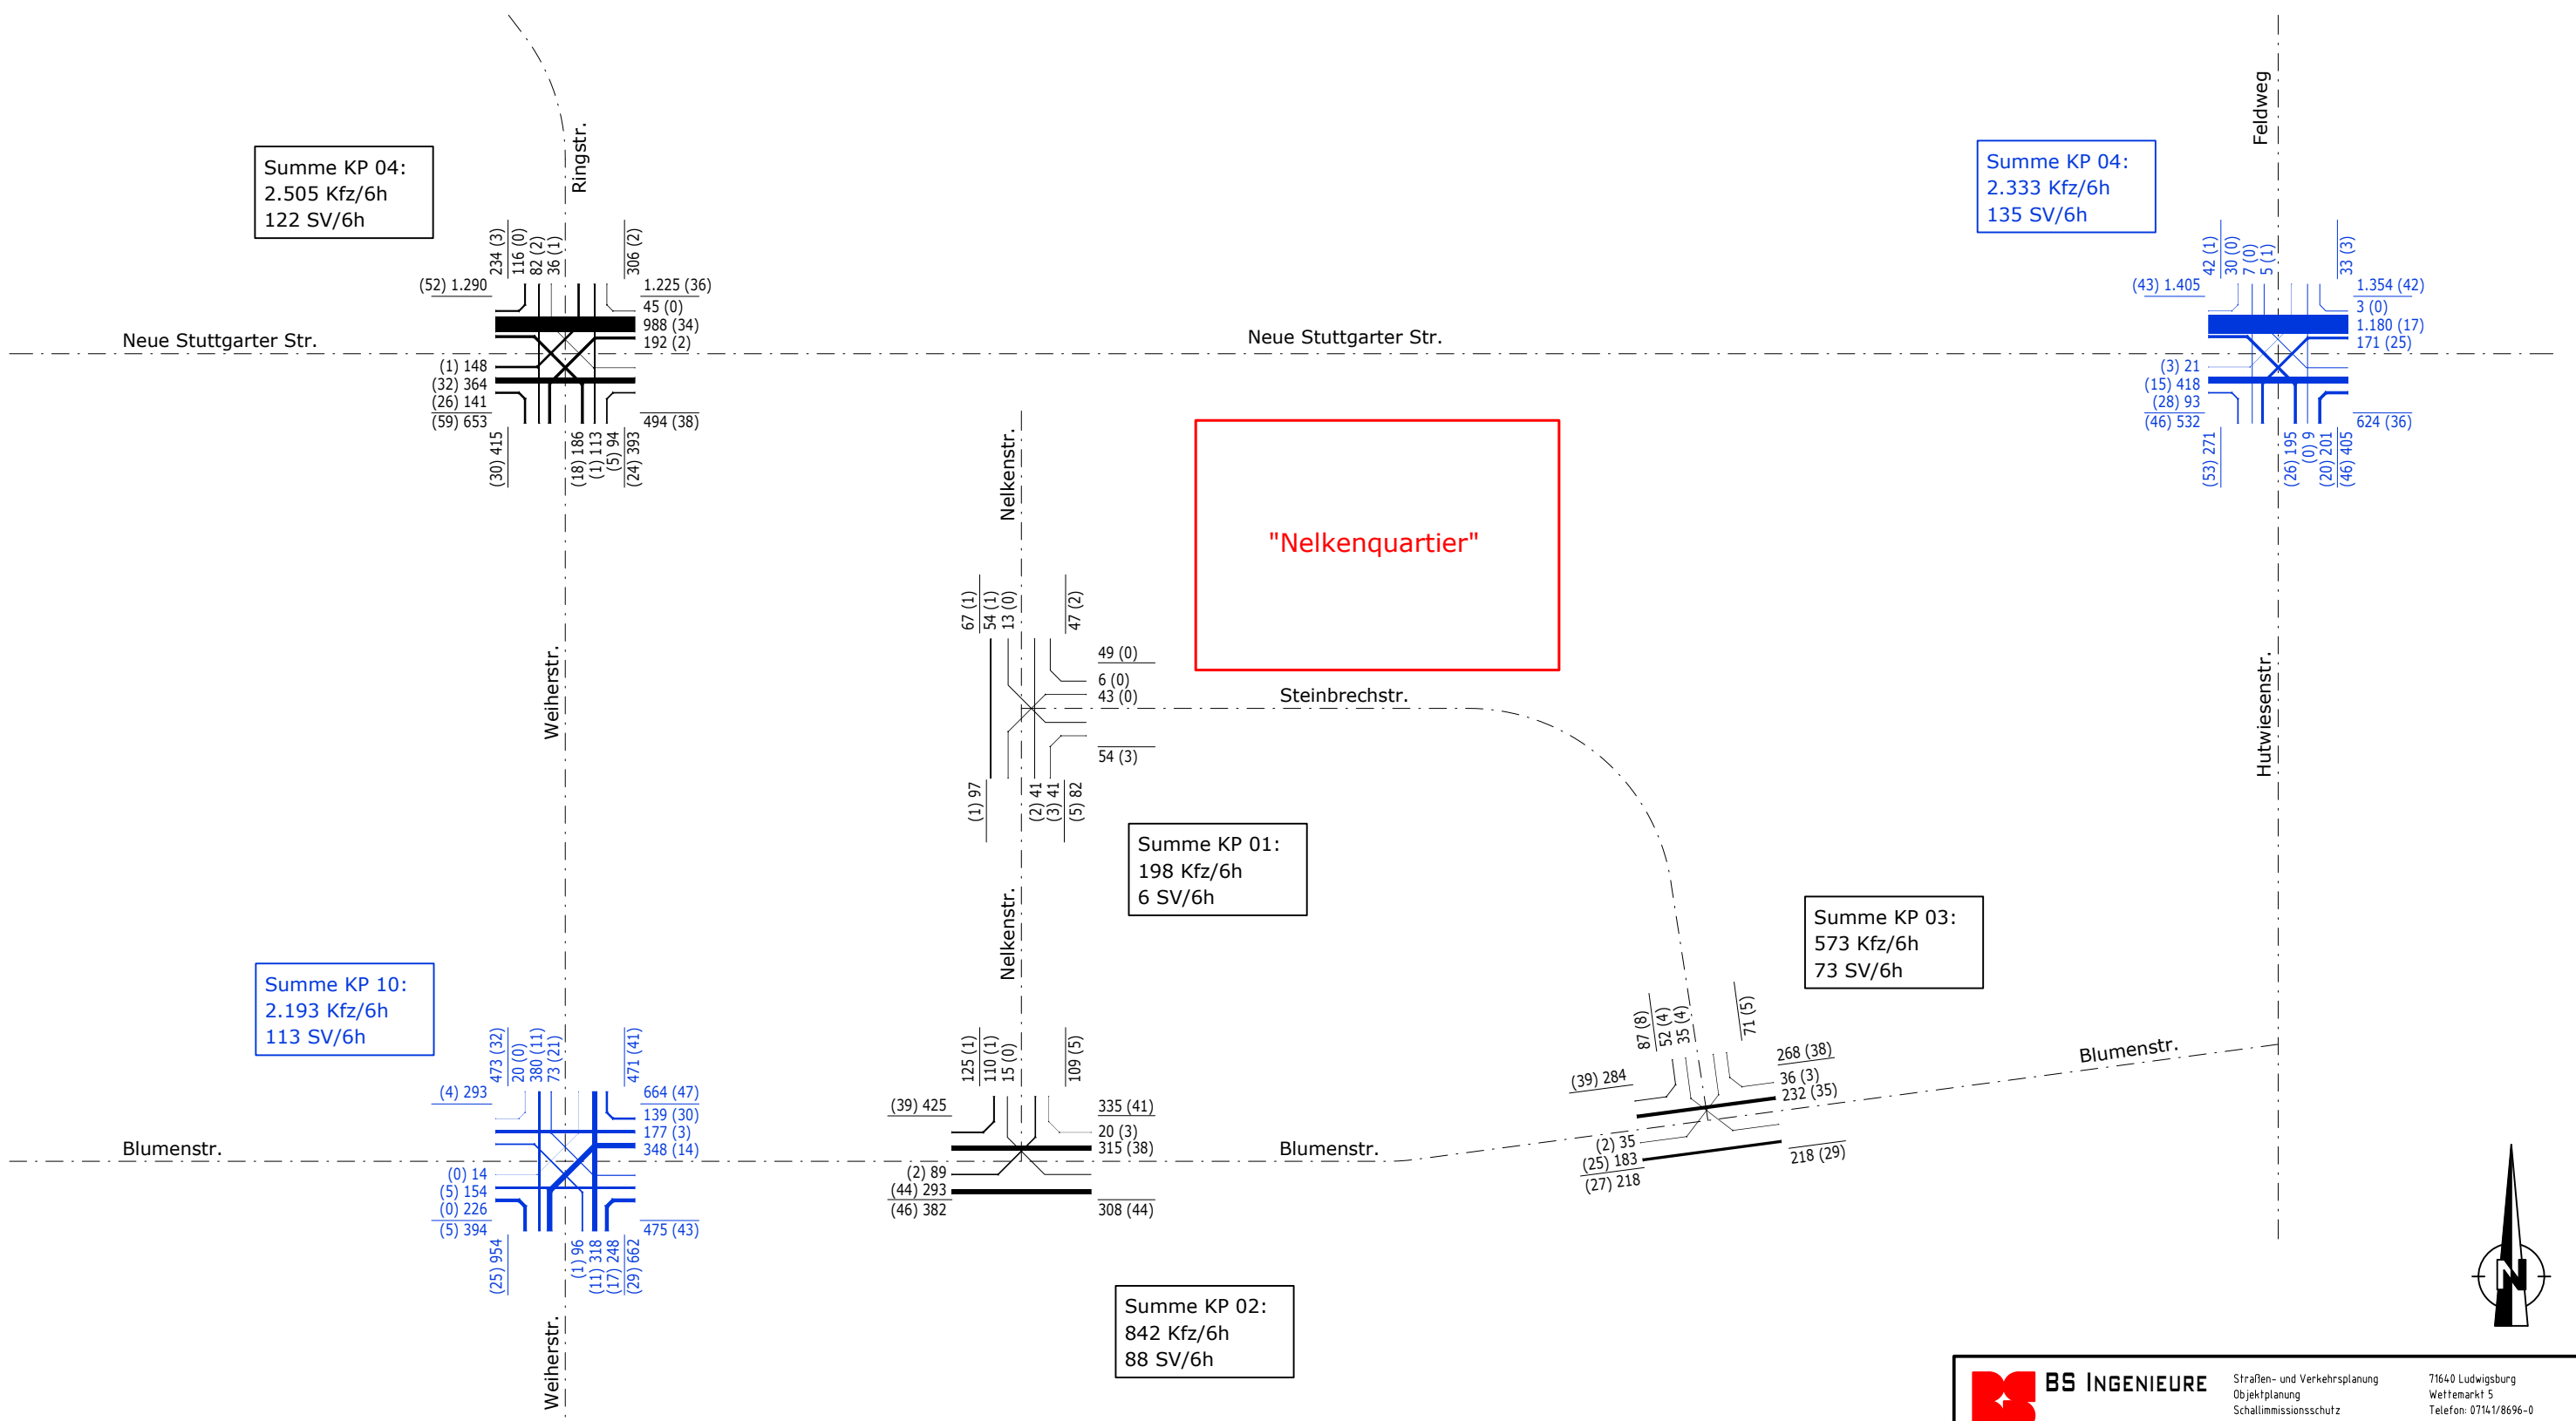 Summe KP 04:
2.505 Kfz/6h
122 SV/6h
Ringstr.
234 (3)
116 (0)
82 (2)
36 (1)
306 (2)
(52) 1.290
1.225 (36)
45 (0)
988 (34)
192 (2)
(1) 148
(32) 364
(26) 141
(59) 653
494 (38)
(30) 415
(18) 186
(1) 113
(5) 94
(24) 393
Neue Stuttgarter Str.
Neue Stuttgarter Str.
Summe KP 04:
2.333 Kfz/6h
135 SV/6h
Feldweg
42 (1)
30 (0)
7 (0)
5 (1)
33 (3)
(43) 1.405
1.354 (42)
3 (0)
1.180 (17)
171 (25)
(3) 21
(15) 418
(28) 93
(46) 532
624 (36)
(53) 271
(26) 195
(0) 9
(20) 201
(46) 405
Nelkenstr.
"Nelkenquartier"
67 (1)
54 (1)
13 (0)
47 (2)
49 (0)
6 (0)
43 (0)
54 (3)
(1) 97
(2) 41
(3) 41
(5) 82
Steinbrechstr.
Weiherstr.
Hutwiesenstr.
Summe KP 01:
198 Kfz/6h
6 SV/6h
Nelkenstr.
Summe KP 03:
573 Kfz/6h
73 SV/6h
87 (8)
52 (4)
35 (4)
71 (5)
(39) 284
268 (38)
36 (3)
232 (35)
(2) 35
(25) 183
(27) 218
218 (29)
Blumenstr.
Summe KP 10:
2.193 Kfz/6h
113 SV/6h
473 (32)
20 (0)
380 (11)
73 (21)
471 (41)
(4) 293
664 (47)
139 (30)
177 (3)
348 (14)
(0) 14
(5) 154
(0) 226
(5) 394
475 (43)
(25) 954
(1) 96
(11) 318
(17) 248
(29) 662
Blumenstr.
125 (1)
110 (1)
15 (0)
109 (5)
(39) 425
335 (41)
20 (3)
315 (38)
(2) 89
(44) 293
(46) 382
308 (44)
Blumenstr.
Summe KP 02:
842 Kfz/6h
88 SV/6h
Weiherstr.
N
BS INGENIEURE
Straßen- und Verkehrsplanung
Objektplanung
Schallimmissionsschutz
71640 Ludwigsburg
Wettemarkt 5
Telefon: 07141/8696-0